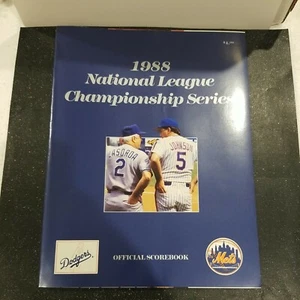 1988
National League
Championship Series
LASORDA
2
JOHNSON
5
Dodgers
Mets
OFFICIAL SCOREBOOK